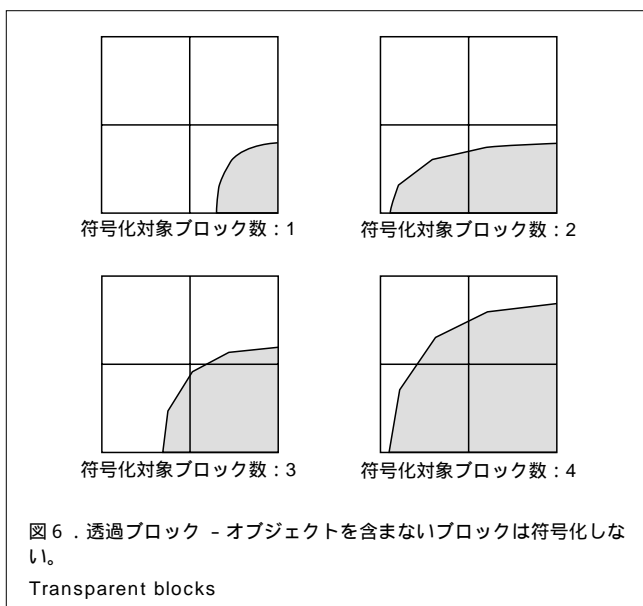 符号化対象ブロック数：1
符号化対象ブロック数：2
符号化対象ブロック数：3
符号化対象ブロック数：4
図６．透過ブロック －オブジェクトを含まないブロックは符号化しな
い。
Transparent blocks